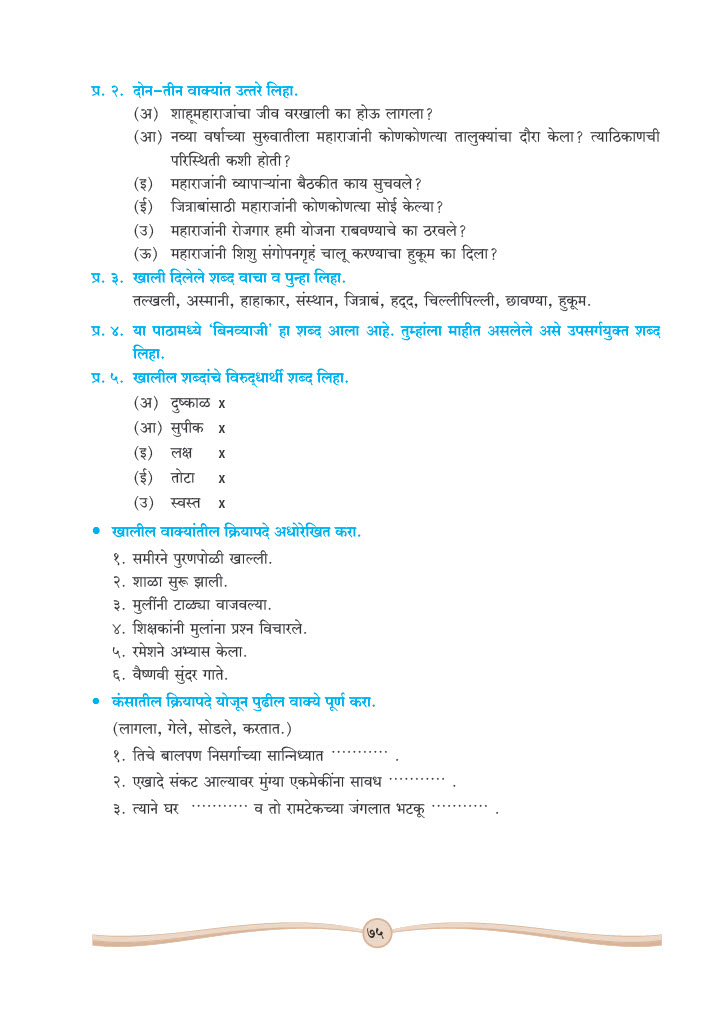 प्र. २. दोन-तीन वाक्यांत उत्तरे लिहा.
(अ) शाहूमहाराजांचा जीव वरखाली का होऊ लागला?
(आ) नव्या वर्षाच्या सुरुवातीला महाराजांनी कोणकोणत्या तालुक्यांचा दौरा केला? त्याठिकाणची
परिस्थिती कशी होती?
(इ) महाराजांनी व्यापाऱ्यांना बैठकीत काय सुचवले?
(ई) जित्राबांसाठी महाराजांनी कोणकोणत्या सोई केल्या?
(उ) महाराजांनी रोजगार हमी योजना राबवण्याचे का ठरवले?
(ऊ) महाराजांनी शिशु संगोपनगृहं चालू करण्याचा हुकूम का दिला?
प्र. ३. खाली दिलेले शब्द वाचा व पुन्हा लिहा.
तल्खली, अस्मानी, हाहाकार, संस्थान, जित्राबं, हद्द, चिल्लीपिल्ली, छावण्या, हुकूम.
प्र. ४. या पाठामध्ये ‘बिनव्याजी’ हा शब्द आला आहे. तुम्हांला माहीत असलेले असे उपसर्गयुक्त शब्द
लिहा.
प्र. ५. खालील शब्दांचे विरुद्धार्थी शब्द लिहा.
(अ) दुष्काळ x
(आ) सुपीक x
(इ) लक्ष x
(ई) तोटा x
(उ) स्वस्त x
• खालील वाक्यांतील क्रियापदे अधोरेखित करा.
१. समीरने पुरणपोळी खाल्ली.
२. शाळा सुरू झाली.
३. मुलींनी टाळ्या वाजवल्या.
४. शिक्षकांनी मुलांना प्रश्न विचारले.
५. रमेशने अभ्यास केला.
६. वैष्णवी सुंदर गाते.
• कंसातील क्रियापदे योजून पुढील वाक्ये पूर्ण करा.
(लागला, गेले, सोडले, करतात.)
१. तिचे बालपण निसर्गाच्या सान्निध्यात ··········· .
२. एखादे संकट आल्यावर मुंग्या एकमेकींना सावध ··········· .
३. त्याने घर ··········· व तो रामटेकच्या जंगलात भटकू ··········· .
७५